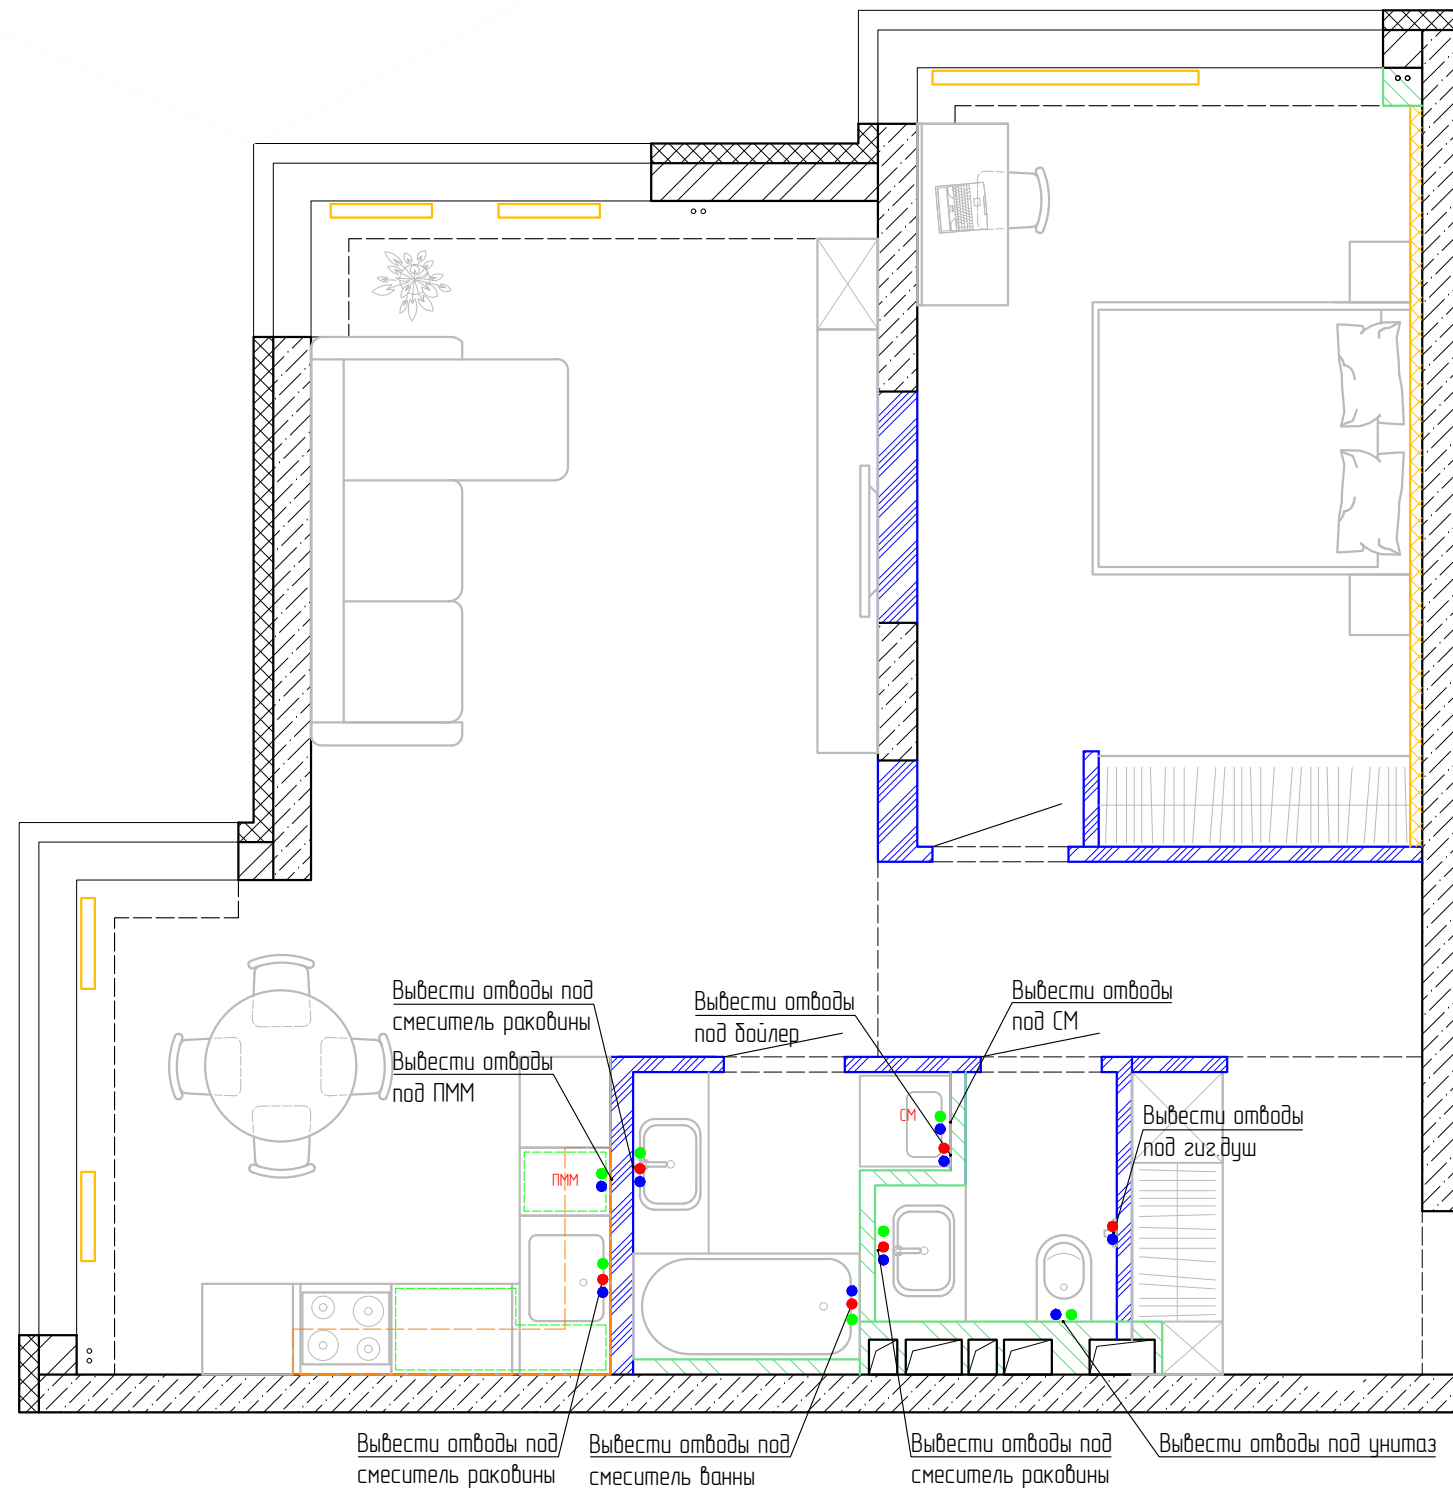 Вывести отводы под
смеситель раковины
Вывести отводы
под ПММ
Вывести отводы
под бойлер
Вывести отводы
под СМ
СМ
Вывести отводы
под гиг.душ
ПММ
Вывести отводы под
смеситель раковины
Вывести отводы под
смеситель ванны
Вывести отводы под
смеситель раковины
Вывести отводы под унитаз